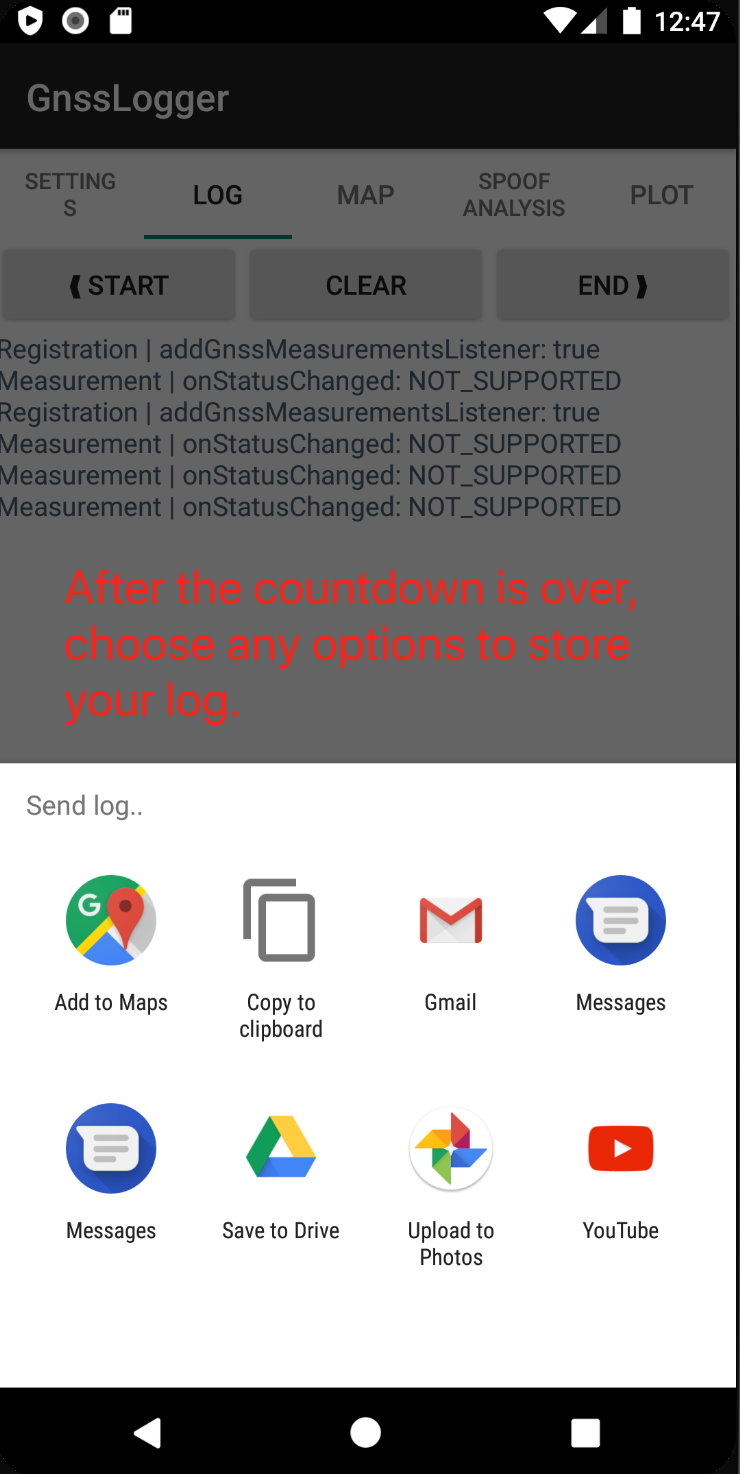 12:47
GnssLogger
SETTING
S
LOG
MAP
SPOOF
ANALYSIS
PLOT
❰ START
CLEAR
END ❱
Registration | addGnssMeasurementsListener: true
Measurement | onStatusChanged: NOT_SUPPORTED
Registration | addGnssMeasurementsListener: true
Measurement | onStatusChanged: NOT_SUPPORTED
Measurement | onStatusChanged: NOT_SUPPORTED
Measurement | onStatusChanged: NOT_SUPPORTED
After the countdown is over,
choose any options to store
your log.
Send log..
G
Add to Maps
Copy to
clipboard
Gmail
Messages
Messages
Save to Drive
Upload to
Photos
YouTube